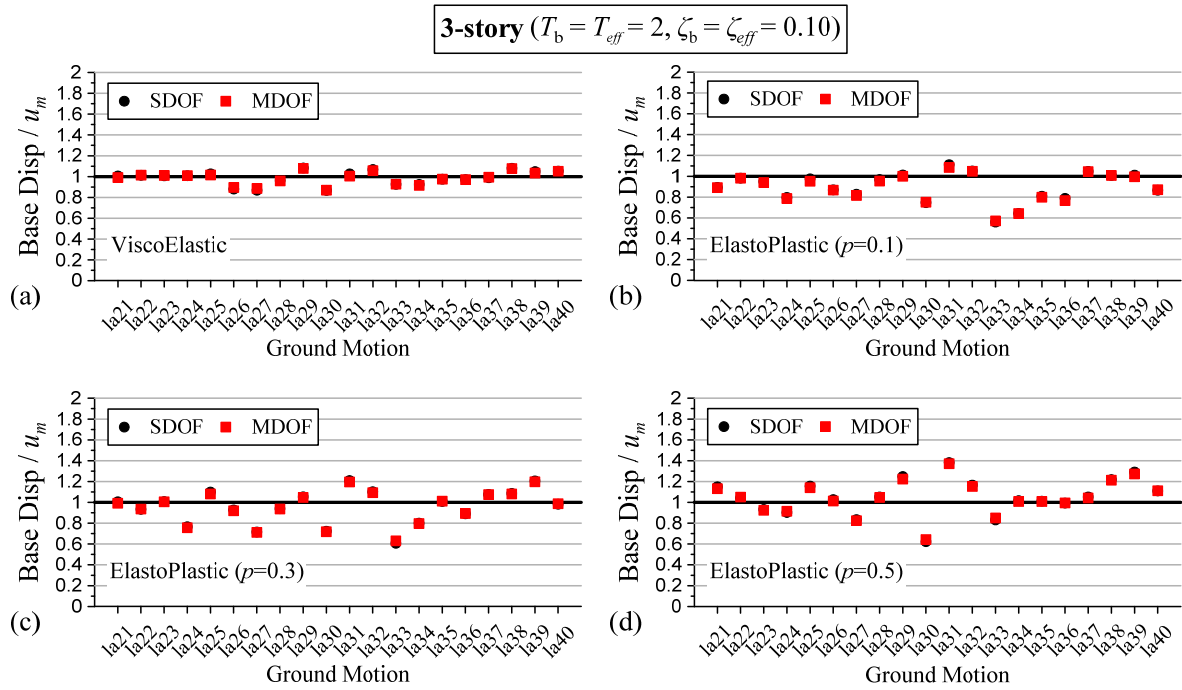 3-story (T_b = T_eff = 2, ζ_b = ζ_eff = 0.10)
Base Disp / u_m
2
1.8
1.6
1.4
1.2
1
0.8
0.6
0.4
0.2
0
SDOF MDOF
ViscoElastic
(a)
la21 la22 la23 la24 la25 la26 la27 la28 la29 la30 la31 la32 la33 la34 la35 la36 la37 la38 la39 la40
Ground Motion
Base Disp / u_m
2
1.8
1.6
1.4
1.2
1
0.8
0.6
0.4
0.2
0
SDOF MDOF
ElastoPlastic (p=0.1)
(b)
la21 la22 la23 la24 la25 la26 la27 la28 la29 la30 la31 la32 la33 la34 la35 la36 la37 la38 la39 la40
Ground Motion
Base Disp / u_m
2
1.8
1.6
1.4
1.2
1
0.8
0.6
0.4
0.2
0
SDOF MDOF
ElastoPlastic (p=0.3)
(c)
la21 la22 la23 la24 la25 la26 la27 la28 la29 la30 la31 la32 la33 la34 la35 la36 la37 la38 la39 la40
Ground Motion
Base Disp / u_m
2
1.8
1.6
1.4
1.2
1
0.8
0.6
0.4
0.2
0
SDOF MDOF
ElastoPlastic (p=0.5)
(d)
la21 la22 la23 la24 la25 la26 la27 la28 la29 la30 la31 la32 la33 la34 la35 la36 la37 la38 la39 la40
Ground Motion